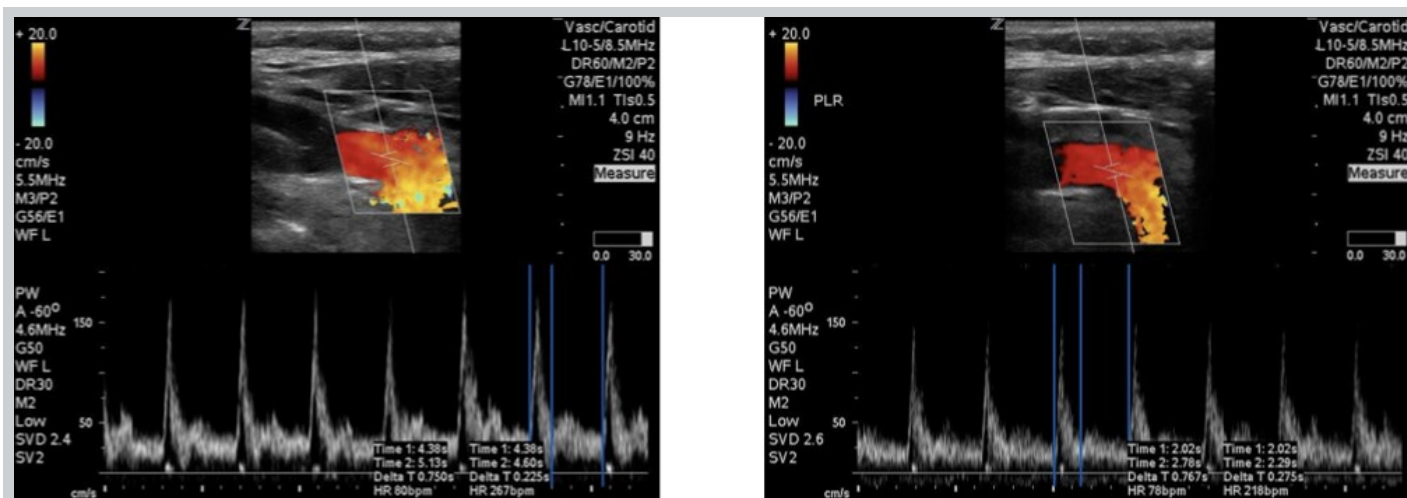 + 20.0
- 20.0
cm/s
5.5MHz
M3/P2
G56/E1
WF L
Z
Vasc/Carotid
L10-5/8.5MHz
DR60/M2/P2
G78/E1/100%
MI1.1 TIs0.5
4.0 cm
9 Hz
ZSI 40
Measure
0.0 30.0
PW
A -60°
4.6MHz
G50
WF L
DR30
M2
Low
SVD 2.4
SV2
150
50
cm/s
Time 1: 4.38s
Time 2: 5.13s
Delta T 0.750s
HR 80bpm
Time 1: 4.38s
Time 2: 4.60s
Delta T 0.225s
HR 267bpm
+ 20.0
- 20.0
cm/s
5.5MHz
M3/P2
G56/E1
WF L
PLR
Z
Vasc/Carotid
L10-5/8.5MHz
DR60/M2/P2
G78/E1/100%
MI1.1 TIs0.5
4.0 cm
9 Hz
ZSI 40
Measure
0.0 30.0
PW
A -60°
4.6MHz
G50
WF L
DR30
M2
Low
SVD 2.6
SV2
150
50
cm/s
Time 1: 2.02s
Time 2: 2.78s
Delta T 0.767s
HR 78bpm
Time 1: 2.02s
Time 2: 2.29s
Delta T 0.275s
HR 218bpm